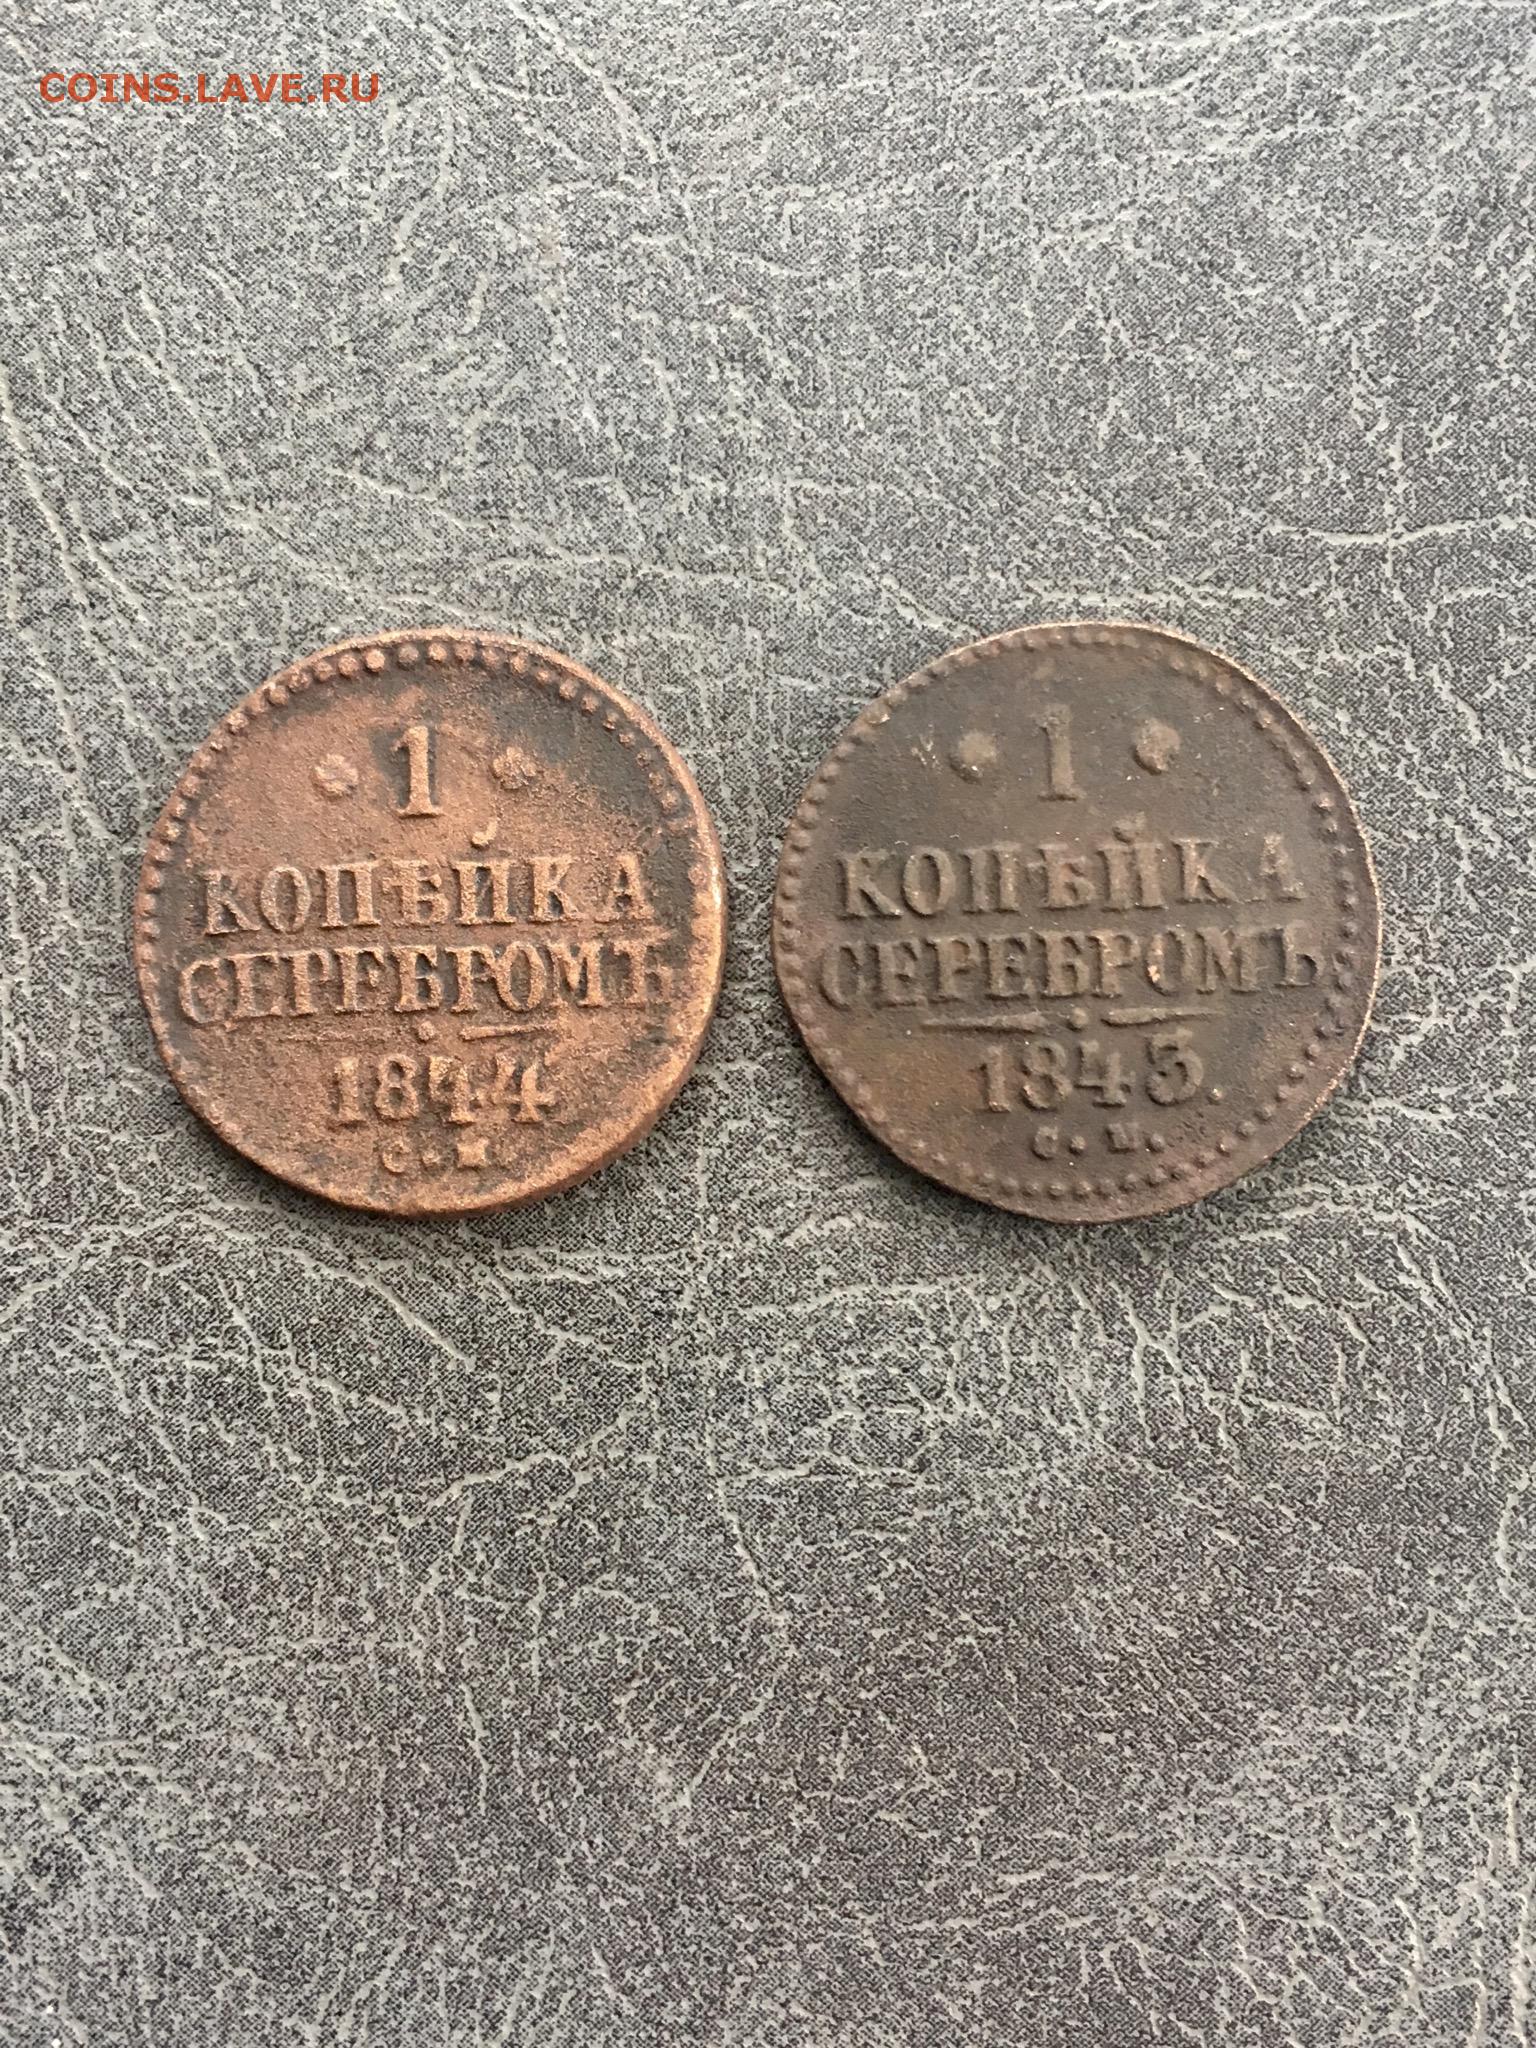 COINS.LAVE.RU
1
КОПѢЙКА
СЕРЕБРОМЪ
1844
С.М.
1
КОПѢЙКА
СЕРЕБРОМЪ
1843.
С.М.